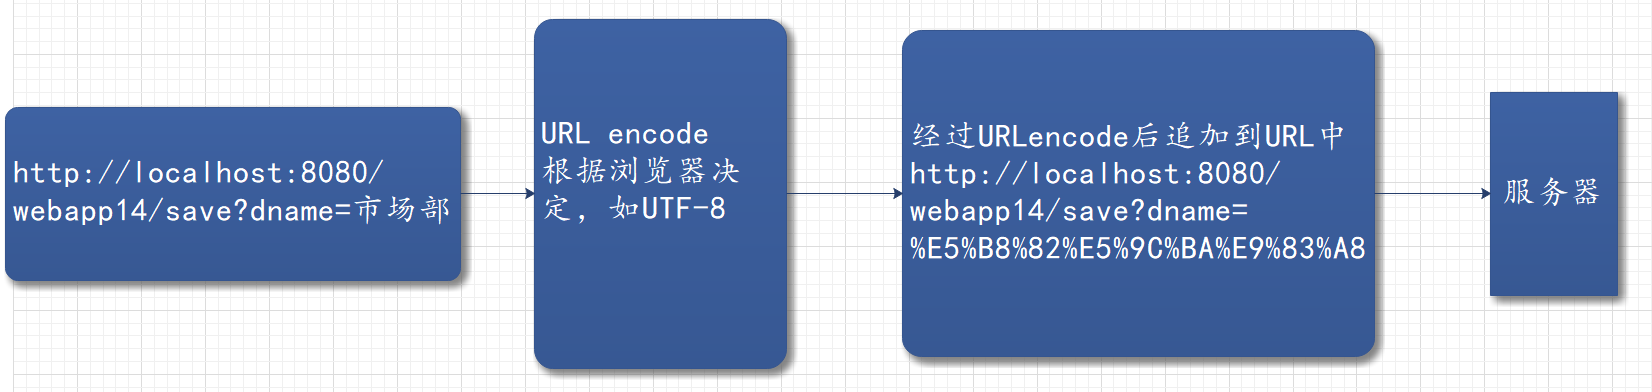 http://localhost:8080/
webapp14/save?dname=市场部
URL encode
根据浏览器决
定，如UTF-8
经过URLencode后追加到URL中
http://localhost:8080/
webapp14/save?dname=
%E5%B8%82%E5%9C%BA%E9%83%A8
服务器